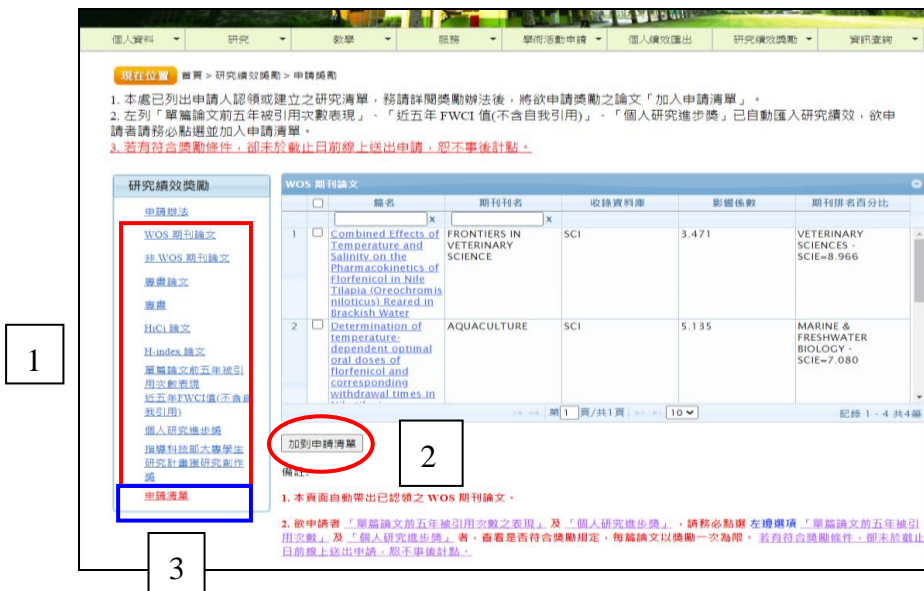 個人資料
研究
教學
服務
學術活動申請
個人績效匯出
研究績效獎勵
資訊查詢
現在位置 首頁 > 研究績效獎勵 > 申請獎勵
1. 本處已列出申請人認領或建立之研究清單，務請詳閱獎勵辦法後，將欲申請獎勵之論文「加入申請清單」。
2. 左列「單篇論文前五年被引用次數表現」、「近五年 FWCI 值(不含自我引用)」、「個人研究進步獎」已自動匯入研究績效，欲申
請者請務必點選並加入申請清單。
3. 若有符合獎勵條件，卻未於截止日前線上送出申請，恕不事後計點。
研究績效獎勵
申請辦法
WOS 期刊論文
非 WOS 期刊論文
專書論文
專書
HiCi 論文
H-index 論文
單篇論文前五年被引
用次數表現
近五年FWCI值(不含自
我引用)
個人研究進步獎
指導科技部大專學生
研究計畫獲研究創作
獎
申請清單
1
3
WOS 期刊論文
篇名 期刊刊名 收錄資料庫 影響係數 期刊排名百分比
x x
1 Combined Effects of Temperature and Salinity on the Pharmacokinetics of Florfenicol in Nile Tilapia (Oreochromis niloticus) Reared in Brackish Water FRONTIERS IN VETERINARY SCIENCE SCI 3.471 VETERINARY SCIENCES - SCIE=8.966
2 Determination of temperature-dependent optimal oral doses of florfenicol and corresponding withdrawal times in AQUACULTURE SCI 5.135 MARINE & FRESHWATER BIOLOGY - SCIE=7.080
第 1 頁/共1頁 10 記錄 1 - 4 共4筆
加到申請清單
2
備註:
1. 本頁面自動帶出已認領之 WOS 期刊論文。
2. 欲申請者 「單篇論文前五年被引用次數之表現」 及 「個人研究進步獎」 ，請務必點選 左邊選項 「單篇論文前五年被引
用次數」 及 「個人研究進步獎」 者，查看是否符合獎勵規定，每篇論文以獎勵一次為限。 若有符合獎勵條件，卻未於截止
日前線上送出申請，恕不事後計點。